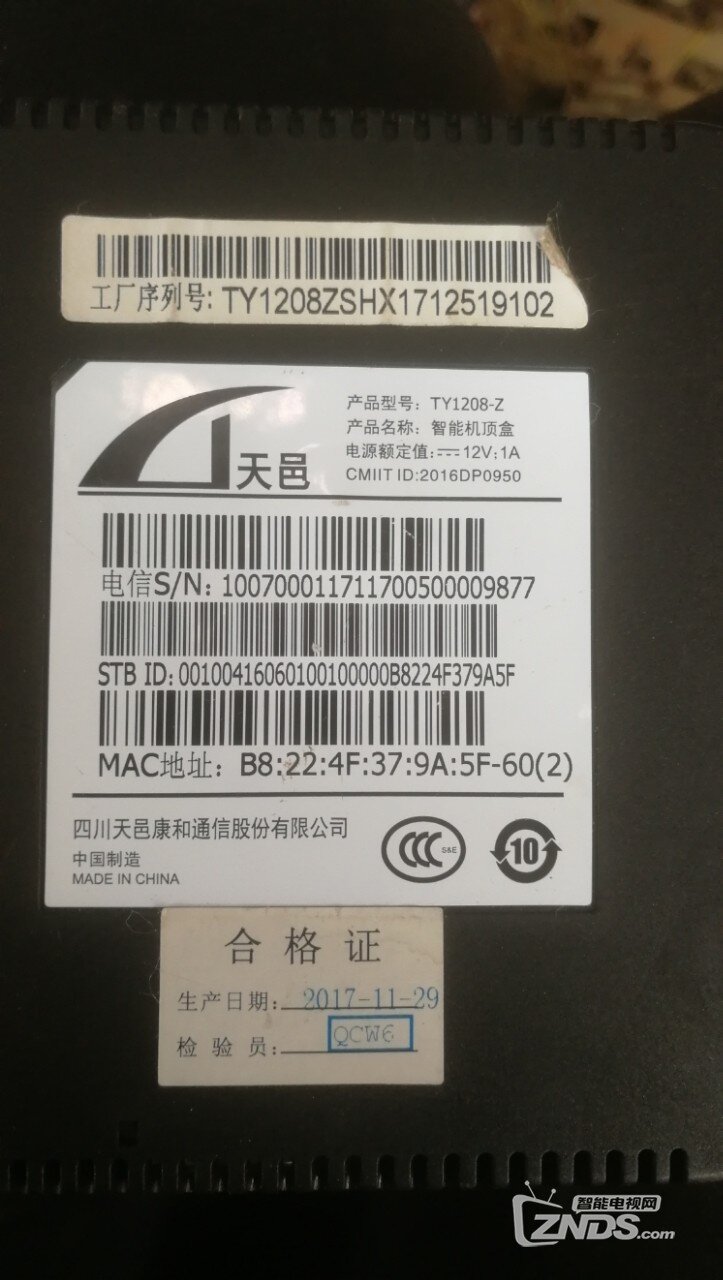 工厂序列号: TY1208ZSHX1712519102
天邑
产品型号: TY1208-Z
产品名称: 智能机顶盒
电源额定值: ⎓ 12V; 1A
CMIIT ID:2016DP0950
电信S/N: 100700011711700500009877
STB ID: 00100416060100100000B8224F379A5F
MAC地址: B8:22:4F:37:9A:5F-60(2)
四川天邑康和通信股份有限公司
中国制造
MADE IN CHINA
CCC S&E
10
合格证
生产日期: 2017-11-29
检验员: QCW6
智能电视网
ZNDS.com